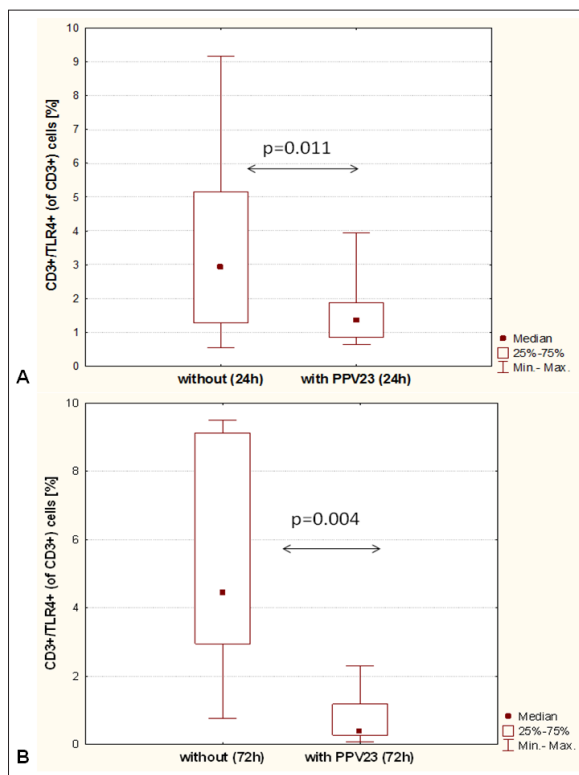 10
9
8
7
6
5
4
3
2
1
0
CD3+/TLR4+ (of CD3+) cells [%]
p=0.011
without (24h) with PPV23 (24h)
Median
25%-75%
Min.- Max.
A
10
8
6
4
2
0
CD3+/TLR4+ (of CD3+) cells [%]
p=0.004
without (72h) with PPV23 (72h)
Median
25%-75%
Min.- Max.
B